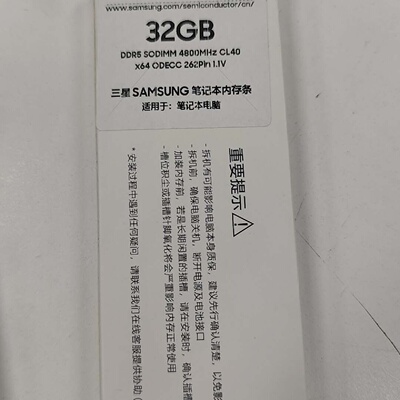 www.samsung.com/semiconductor/cn/
32GB
DDR5 SODIMM 4800MHz CL40
x64 ODECC 262Pin 1.1V
三星 SAMSUNG 笔记本内存条
适用于：笔记本电脑
重要提示
· 拆机有可能影响电脑本身质保，建议先行确认清楚，以免影
· 拆机前，确保电脑关机，断开电源及电池接口
· 加装内存前，若是长期闲置的插槽，请在安装时，确认插槽
· 槽位积尘或插槽针脚氧化将会严重影响内存正常使用
* 安装过程中遇到任何疑问，请联系我们在线客服提供协助 (